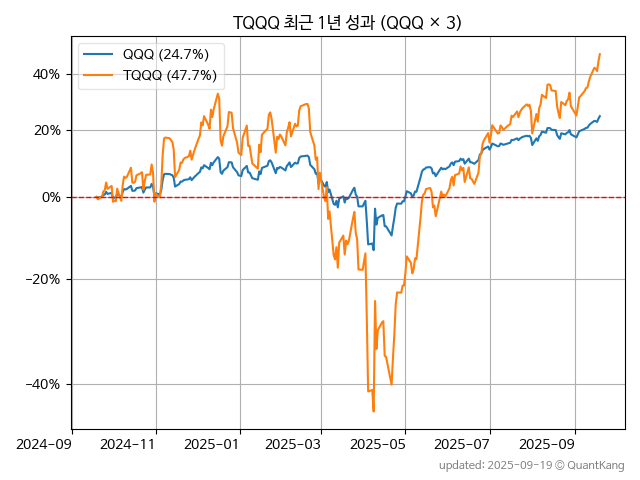 TQQQ 최근 1년 성과 (QQQ × 3)
QQQ (24.7%)
TQQQ (47.7%)
40%
20%
0%
−20%
−40%
2024-09 2024-11 2025-01 2025-03 2025-05 2025-07 2025-09
updated: 2025-09-19 © QuantKang